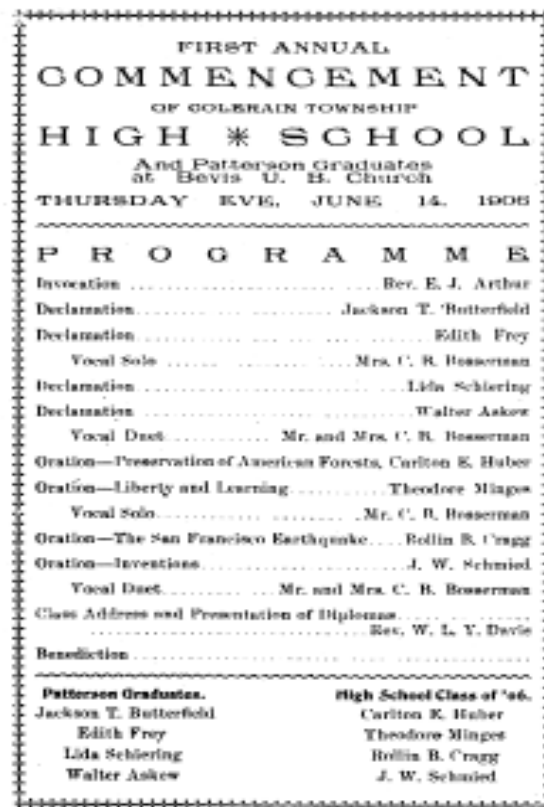 FIRST ANNUAL
COMMENCEMENT
OF COLERAIN TOWNSHIP
HIGH * SCHOOL
And Patterson Graduates
at Bevis U. B. Church
THURSDAY EVE, JUNE 14, 1906
PROGRAMME
Invocation ........ Rev. E. J. Arthur
Declamation ........ Jackson T. Butterfield
Declamation ........ Edith Frey
Vocal Solo ........ Mrs. C. B. Bosserman
Declamation ........ Lida Schiering
Declamation ........ Walter Askew
Vocal Duet ........ Mr. and Mrs. C. B. Bosserman
Oration—Preservation of American Forests, Carlton E. Huber
Oration—Liberty and Learning ........ Theodore Minges
Vocal Solo ........ Mr. C. B. Bosserman
Oration—The San Francisco Earthquake .... Rollin B. Cragg
Oration—Inventions ........ J. W. Schmied
Vocal Duet ........ Mr. and Mrs. C. B. Bosserman
Class Address and Presentation of Diplomas ........
........ Rev. W. L. Y. Davis
Benediction ........
Patterson Graduates.
Jackson T. Butterfield
Edith Frey
Lida Schiering
Walter Askew
High School Class of '06.
Carlton E. Huber
Theodore Minges
Rollin B. Cragg
J. W. Schmied